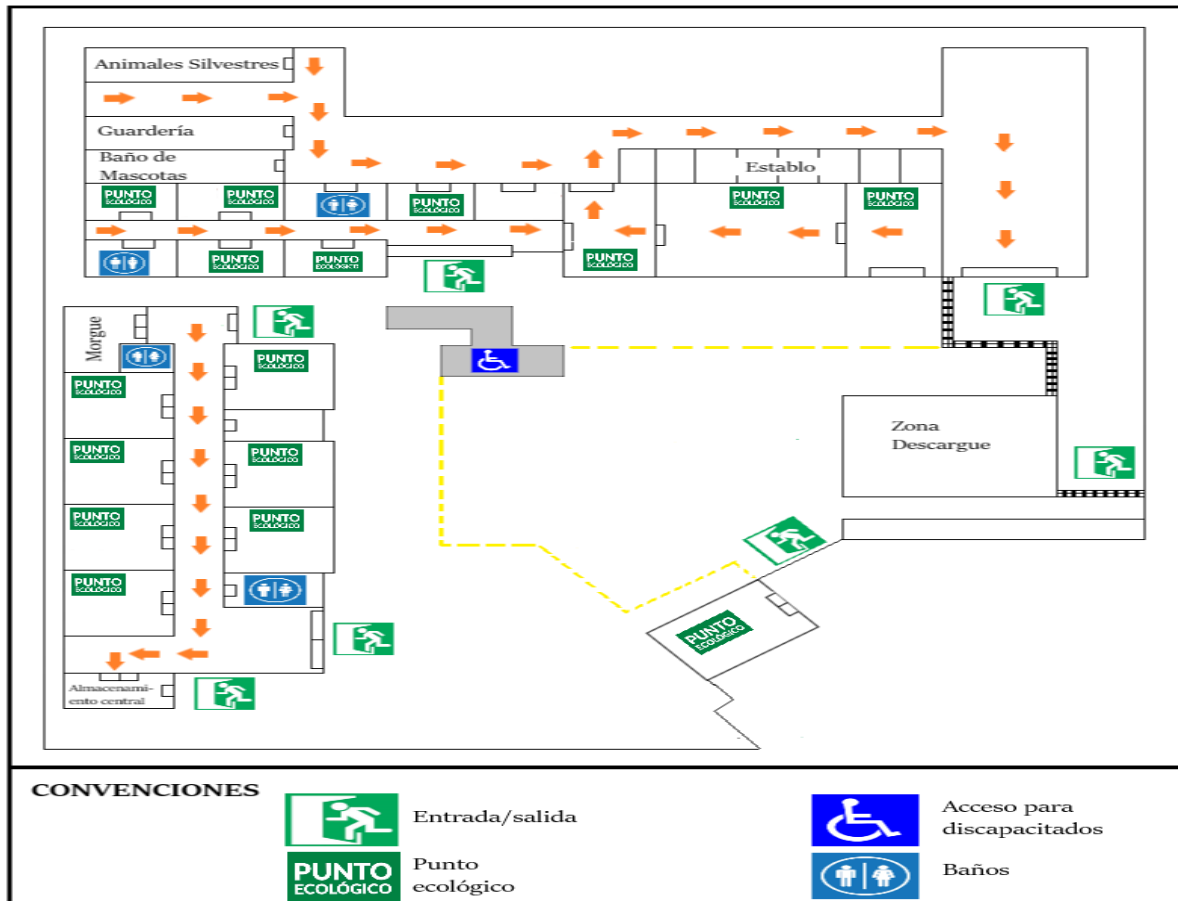 Animales Silvestres
Guardería
Baño de
Mascotas
Establo
PUNTO
ECOLÓGICO
PUNTO
ECOLÓGICO
PUNTO
ECOLÓGICO
PUNTO
ECOLÓGICO
PUNTO
ECOLÓGICO
PUNTO
ECOLÓGICO
PUNTO
ECOLÓGICO
PUNTO
ECOLÓGICO
Morgue
PUNTO
ECOLÓGICO
PUNTO
ECOLÓGICO
PUNTO
ECOLÓGICO
PUNTO
ECOLÓGICO
PUNTO
ECOLÓGICO
PUNTO
ECOLÓGICO
PUNTO
ECOLÓGICO
Zona
Descargue
PUNTO
ECOLÓGICO
Almacenami-
ento central
CONVENCIONES
Entrada/salida
PUNTO
ECOLÓGICO
Punto
ecológico
Acceso para
discapacitados
Baños